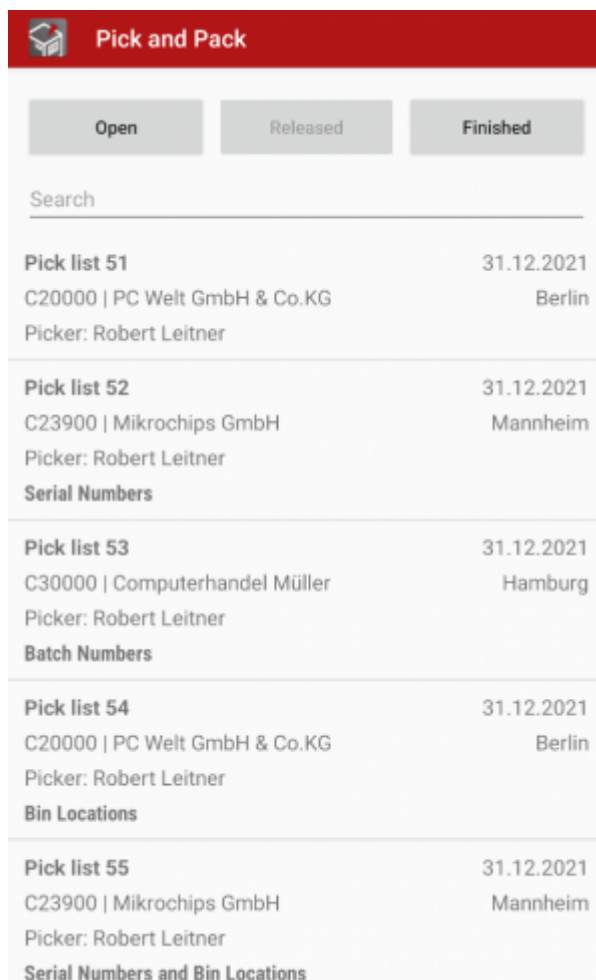 Pick and Pack
Open Released Finished
Search
Pick list 51 31.12.2021
C20000 | PC Welt GmbH & Co.KG Berlin
Picker: Robert Leitner
Pick list 52 31.12.2021
C23900 | Mikrochips GmbH Mannheim
Picker: Robert Leitner
Serial Numbers
Pick list 53 31.12.2021
C30000 | Computerhandel Müller Hamburg
Picker: Robert Leitner
Batch Numbers
Pick list 54 31.12.2021
C20000 | PC Welt GmbH & Co.KG Berlin
Picker: Robert Leitner
Bin Locations
Pick list 55 31.12.2021
C23900 | Mikrochips GmbH Mannheim
Picker: Robert Leitner
Serial Numbers and Bin Locations